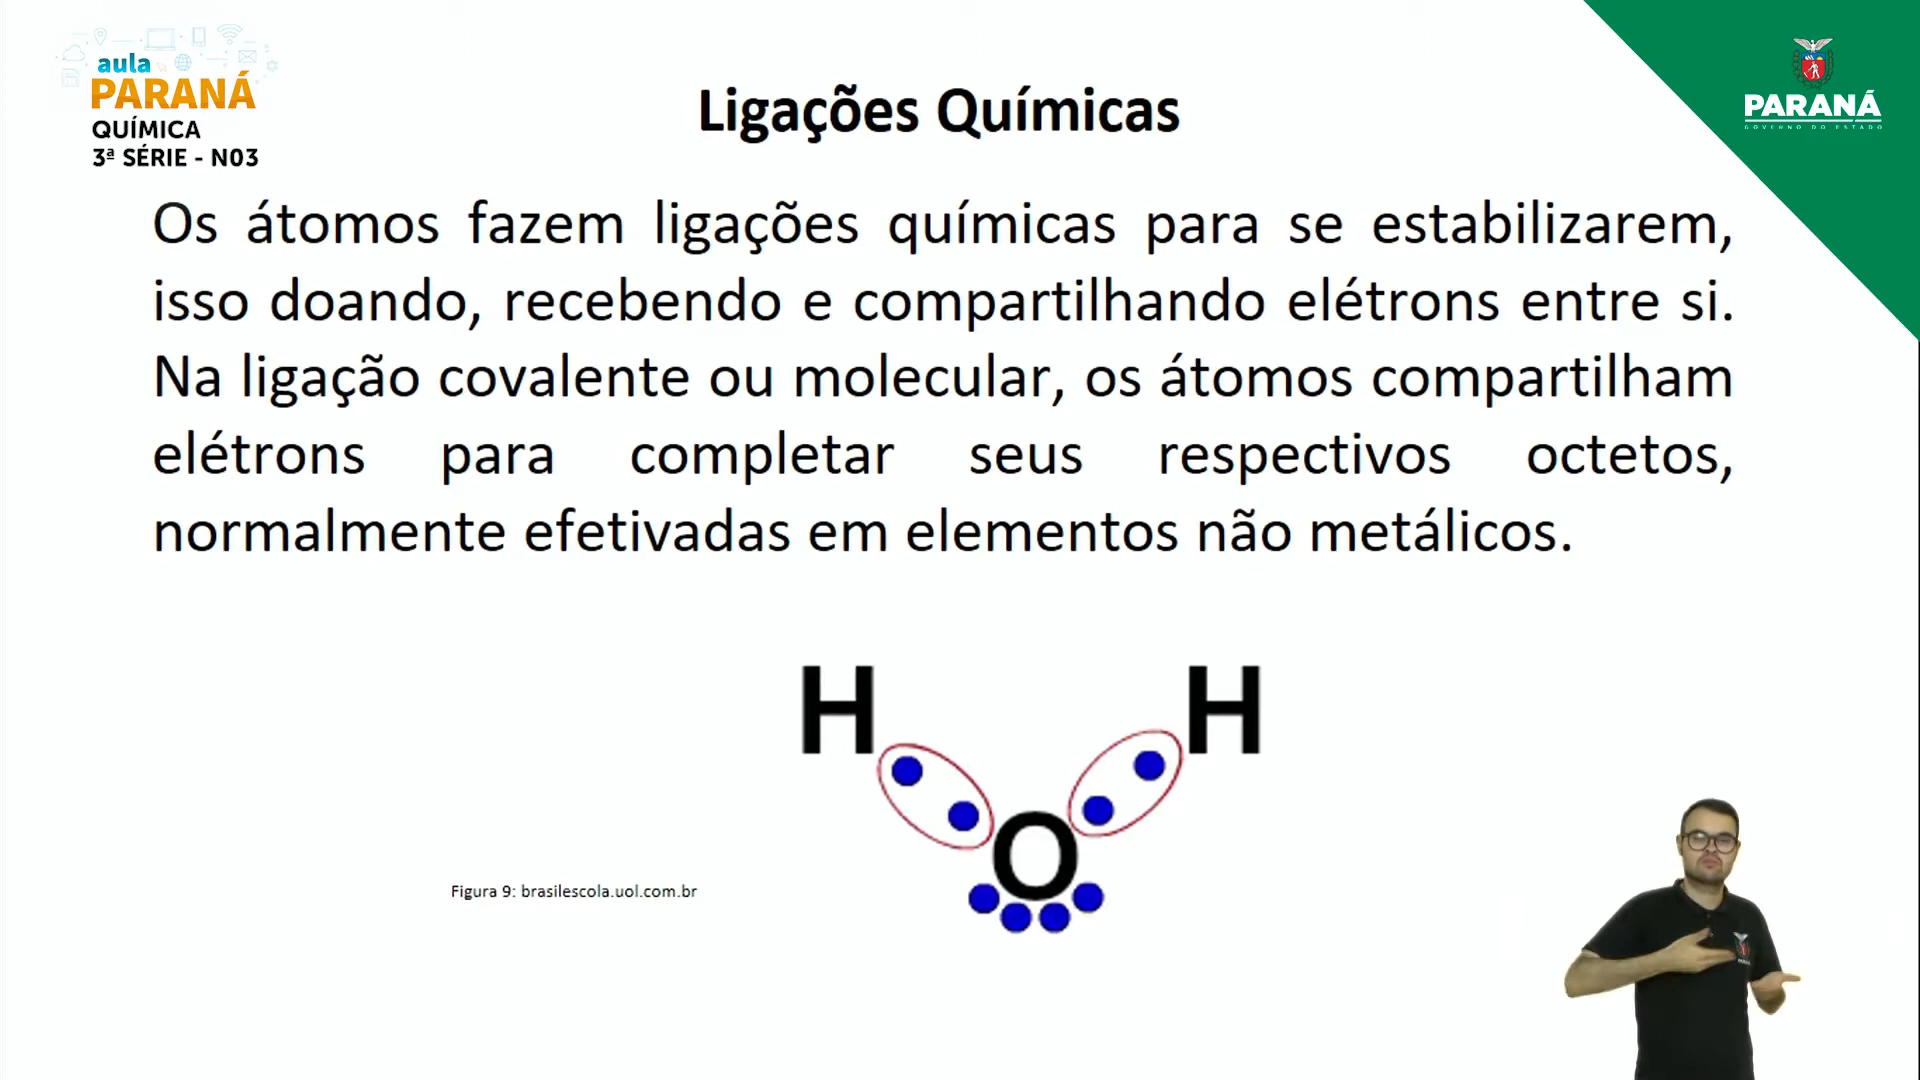 aula
PARANÁ
QUÍMICA
3ª SÉRIE - N03
Ligações Químicas
PARANÁ
GOVERNO DO ESTADO
Os átomos fazem ligações químicas para se estabilizarem,
isso doando, recebendo e compartilhando elétrons entre si.
Na ligação covalente ou molecular, os átomos compartilham
elétrons para completar seus respectivos octetos,
normalmente efetivadas em elementos não metálicos.
H H
O
Figura 9: brasilescola.uol.com.br